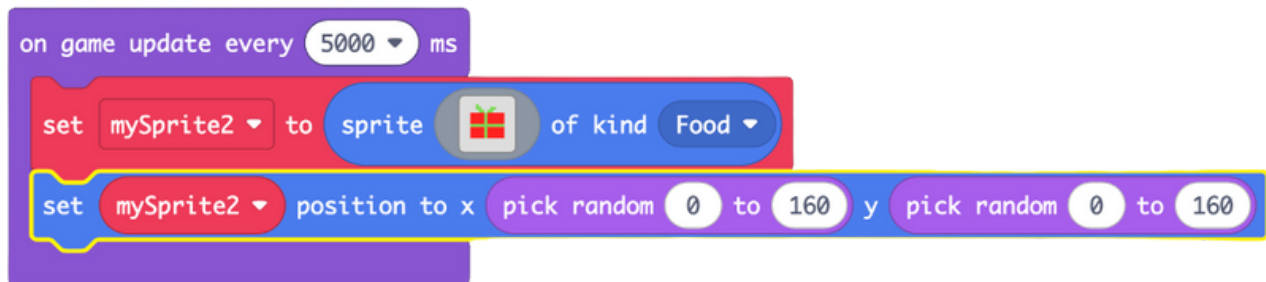 on game update every 5000 ms
set mySprite2 to sprite of kind Food
set mySprite2 position to x pick random 0 to 160 y pick random 0 to 160